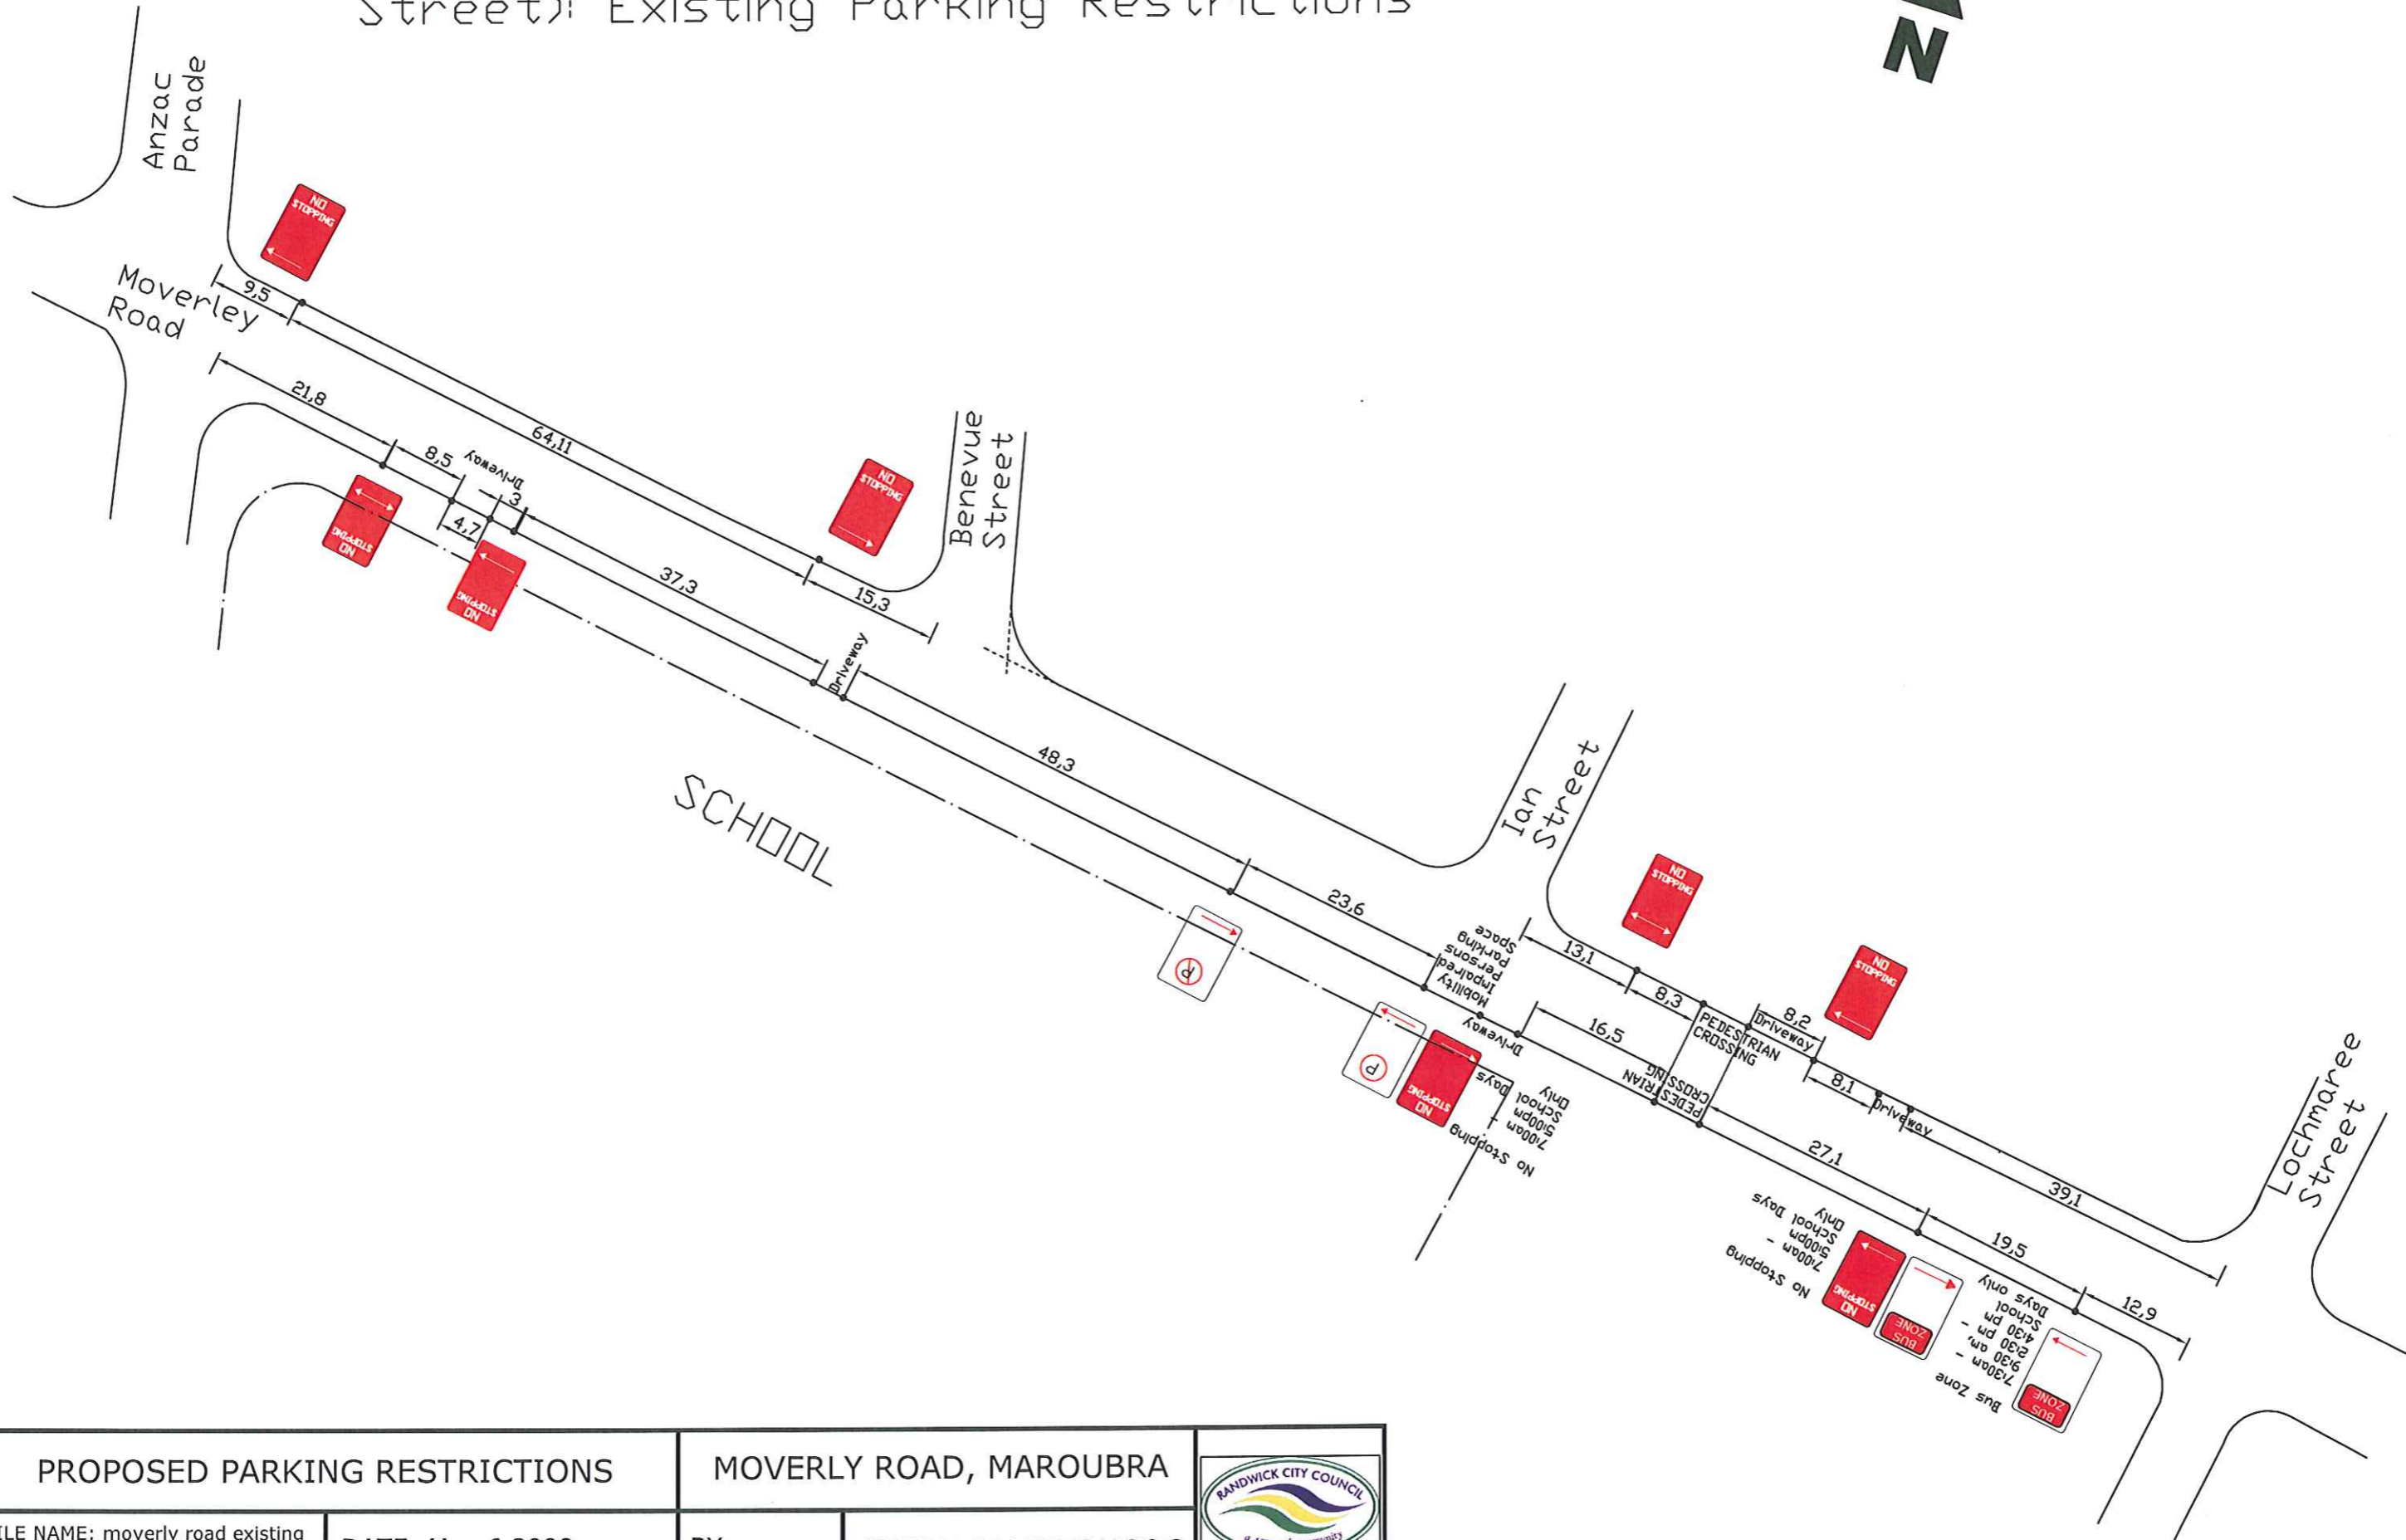 Street): Existing Parking Restrictions
N
Anzac
Parade
NO
STOPPING
Moverley
Road
9,5
21,8
64,11
8,5
Driveway
3
4,7
NO
STOPPING
NO
STOPPING
37,3
NO
STOPPING
15,3
Benevue
Street
Driveway
48,3
SCHOOL
Ian
Street
23,6
Mobility
Impaired
Persons
Parking
Space
Driveway
P
P
NO
STOPPING
No Stopping
7:00am -
5:00pm
School
Days
Only
13,1
8,3
NO
STOPPING
16,5
PEDESTRIAN
CROSSING
PEDESTRIAN
CROSSING
8,2
Driveway
NO
STOPPING
8,1
Driveway
39,1
Lochmaree
Street
27,1
No Stopping
7:00am -
5:00pm
School Days
Only
NO
STOPPING
BUS
ZONE
19,5
Bus Zone
7:30am -
9:30 am,
2:30 pm -
4:30 pm
School
Days only
BUS
ZONE
12,9
PROPOSED PARKING RESTRICTIONS
MOVERLY ROAD, MAROUBRA
RANDWICK CITY COUNCIL
FILE NAME: moverly road existing